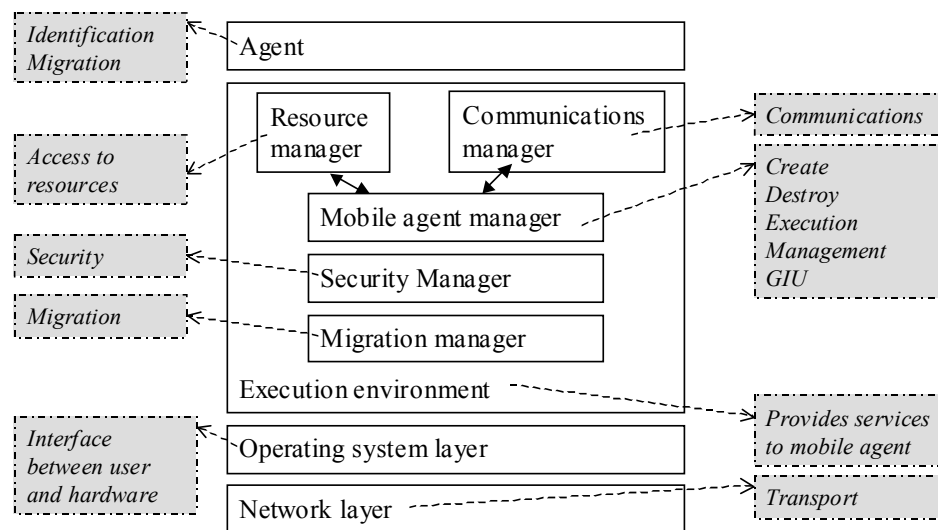 Identification
Migration
Agent
Resource
manager
Communications
manager
Communications
Access to
resources
Create
Destroy
Execution
Management
GIU
Mobile agent manager
Security
Security Manager
Migration
Migration manager
Execution environment
Provides services
to mobile agent
Interface
between user
and hardware
Operating system layer
Network layer
Transport